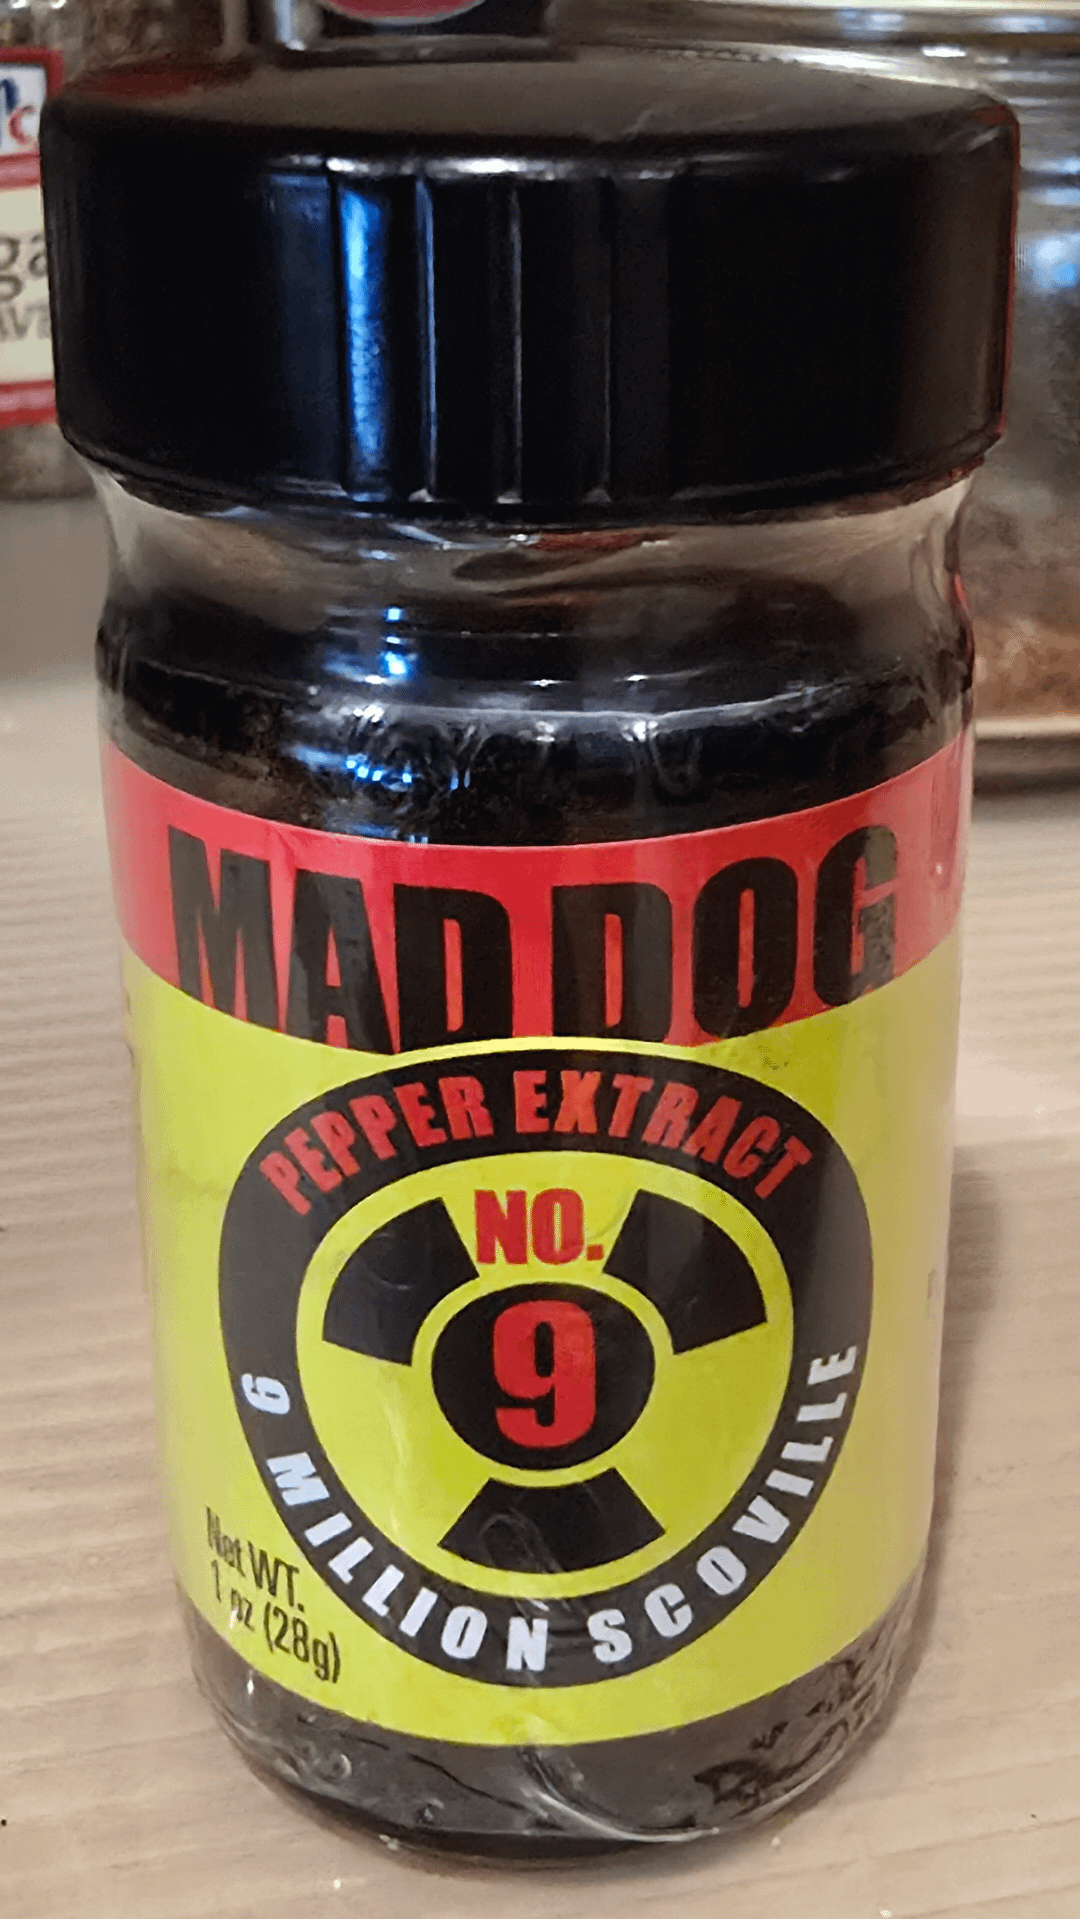 MAD DOG
PEPPER EXTRACT
NO.
9
9 MILLION SCOVILLE
Net WT.
1 oz (28g)